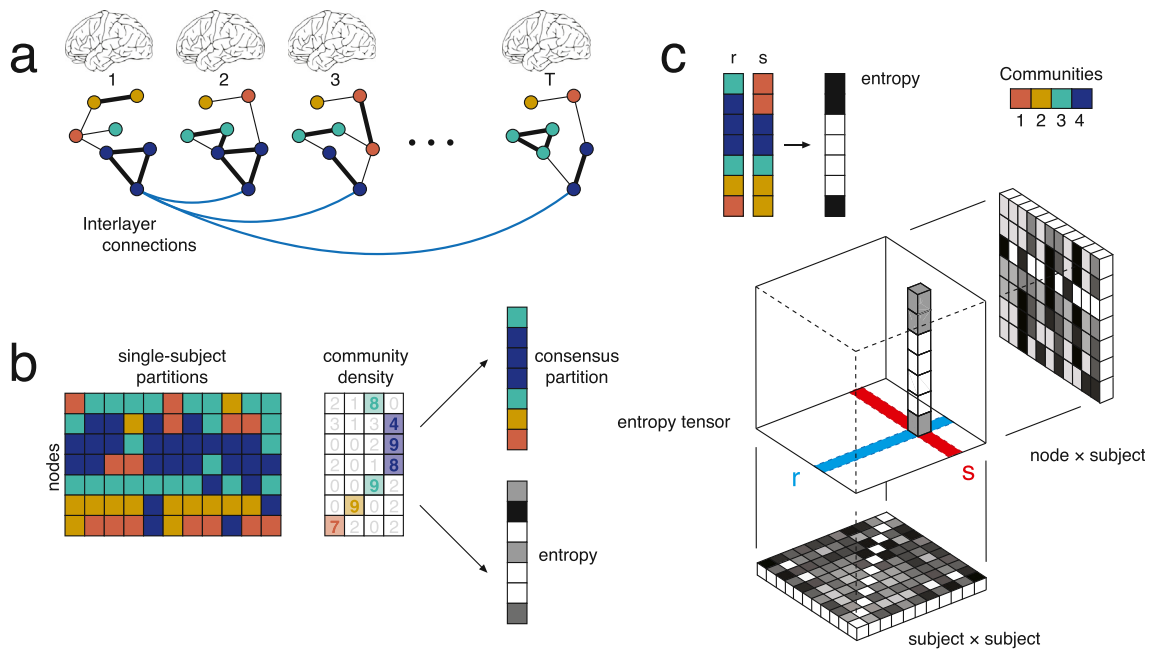 a
1 2 3 T
Interlayer
connections
b
single-subject
partitions
nodes
community
density
2 1 8 0
3 1 3 4
0 0 2 9
2 0 1 8
0 0 9 2
0 9 0 2
7 2 0 2
consensus
partition
entropy
c
r s
entropy
Communities
1 2 3 4
entropy tensor
r
s
node × subject
subject × subject